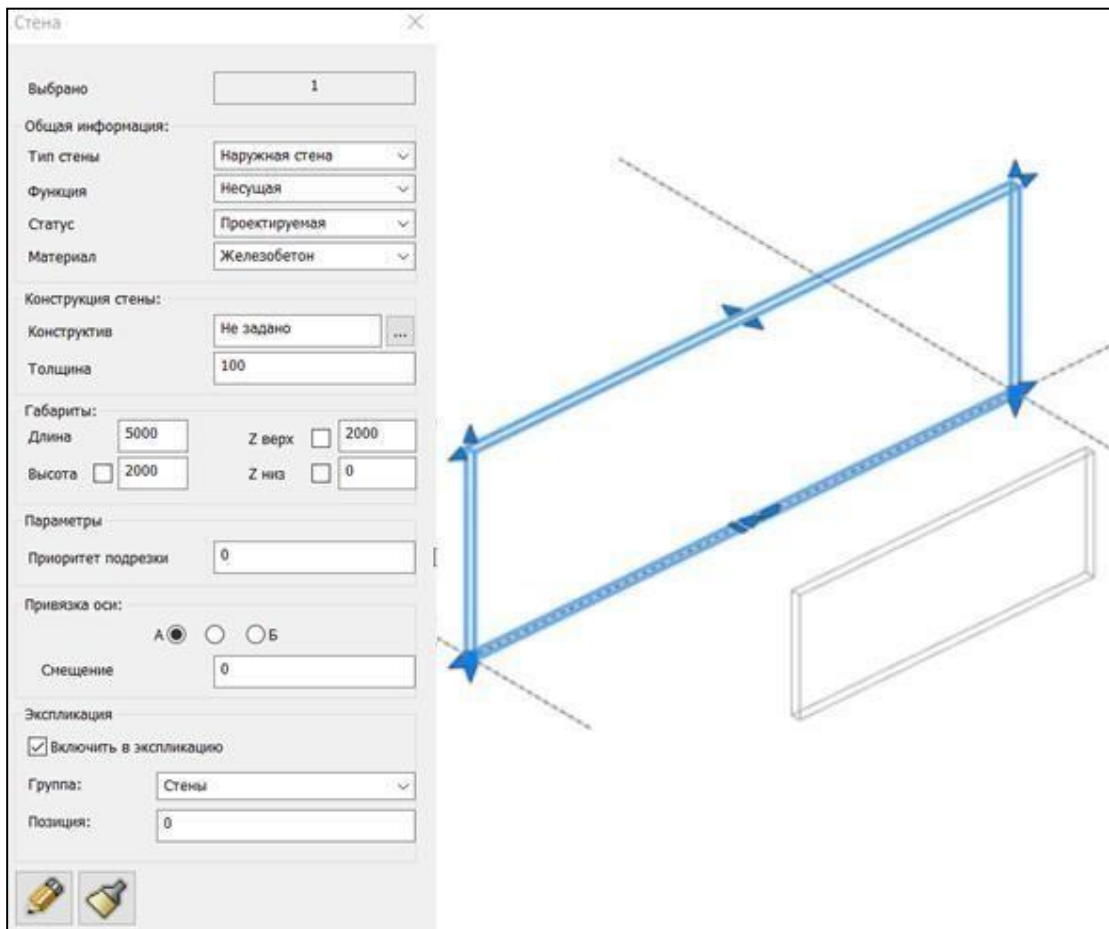 Стена
Выбрано 1
Общая информация:
Тип стены Наружная стена
Функция Несущая
Статус Проектируемая
Материал Железобетон
Конструкция стены:
Конструктив Не задано ...
Толщина 100
Габариты:
Длина 5000 Z верх 2000
Высота 2000 Z низ 0
Параметры
Приоритет подрезки 0
Привязка оси:
А Б
Смещение 0
Экспликация
Включить в экспликацию
Группа: Стены
Позиция: 0